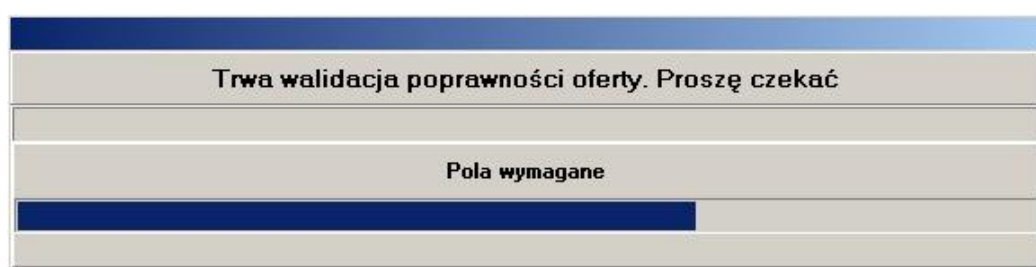 Trwa walidacja poprawności oferty. Proszę czekać
Pola wymagane